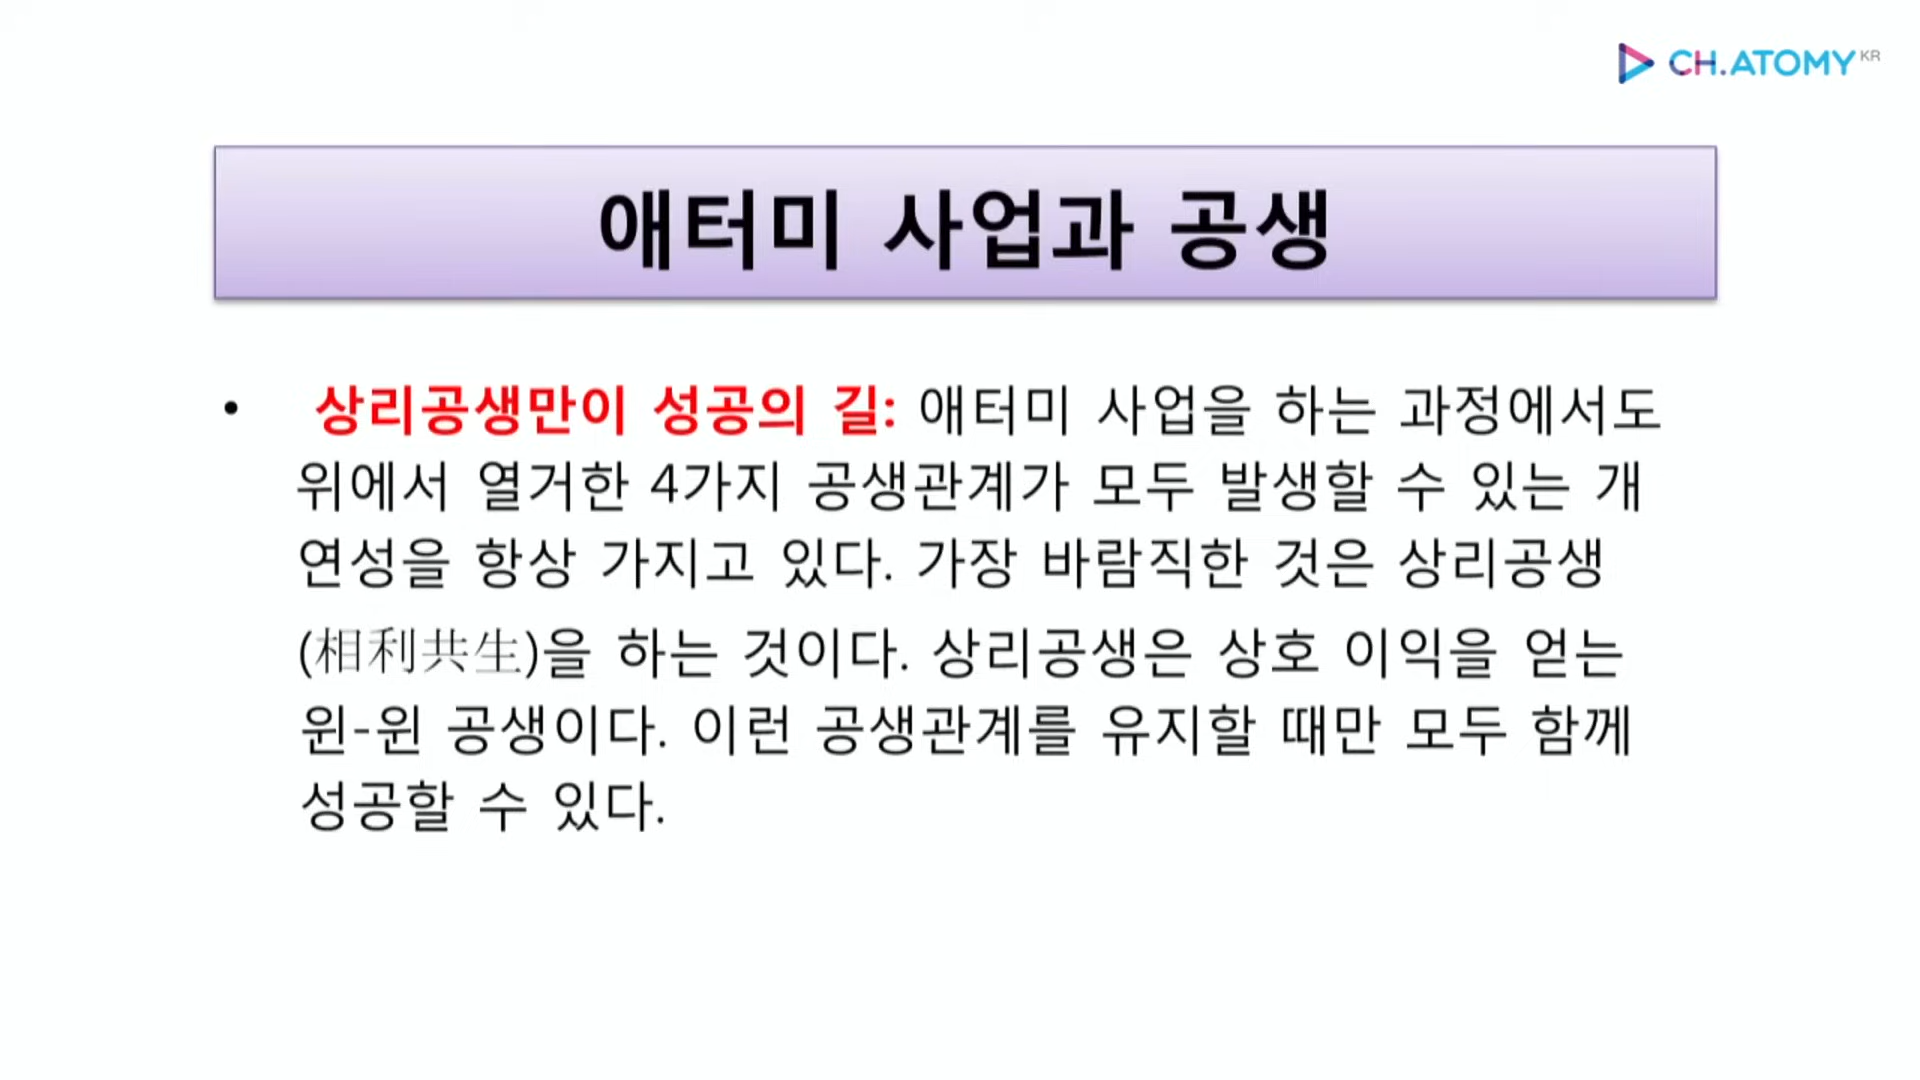 CH.ATOMY KR
애터미 사업과 공생
• 상리공생만이 성공의 길: 애터미 사업을 하는 과정에서도
위에서 열거한 4가지 공생관계가 모두 발생할 수 있는 개
연성을 항상 가지고 있다. 가장 바람직한 것은 상리공생
(相利共生)을 하는 것이다. 상리공생은 상호 이익을 얻는
윈-윈 공생이다. 이런 공생관계를 유지할 때만 모두 함께
성공할 수 있다.